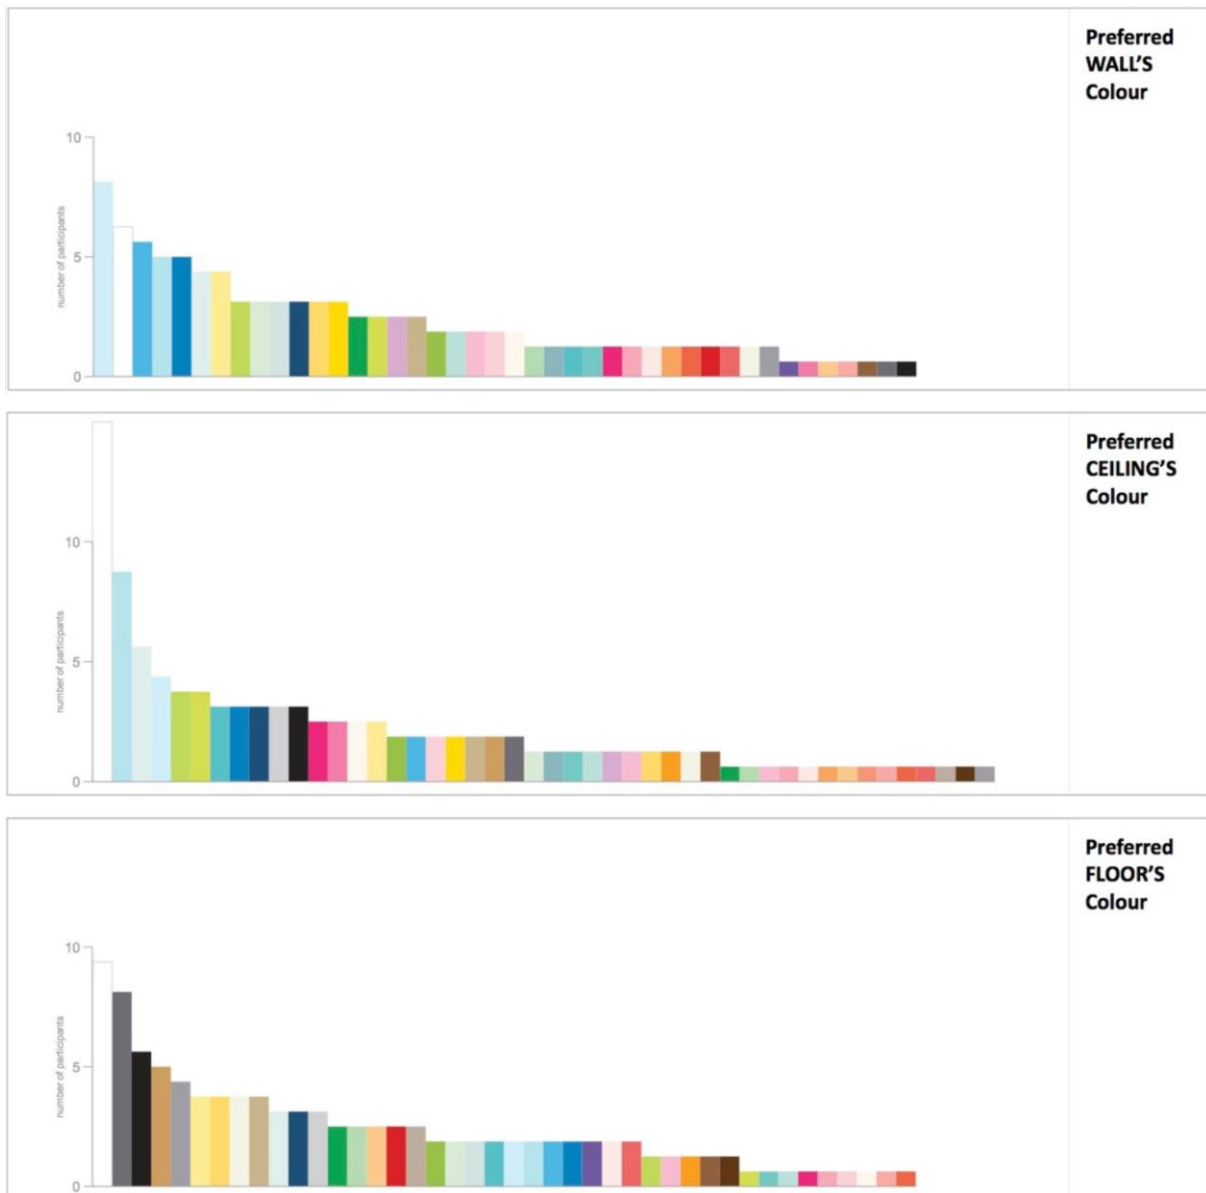 Preferred
WALL'S
Colour
10
5
0
number of participants
Preferred
CEILING'S
Colour
10
5
0
number of participants
Preferred
FLOOR'S
Colour
10
5
0
number of participants